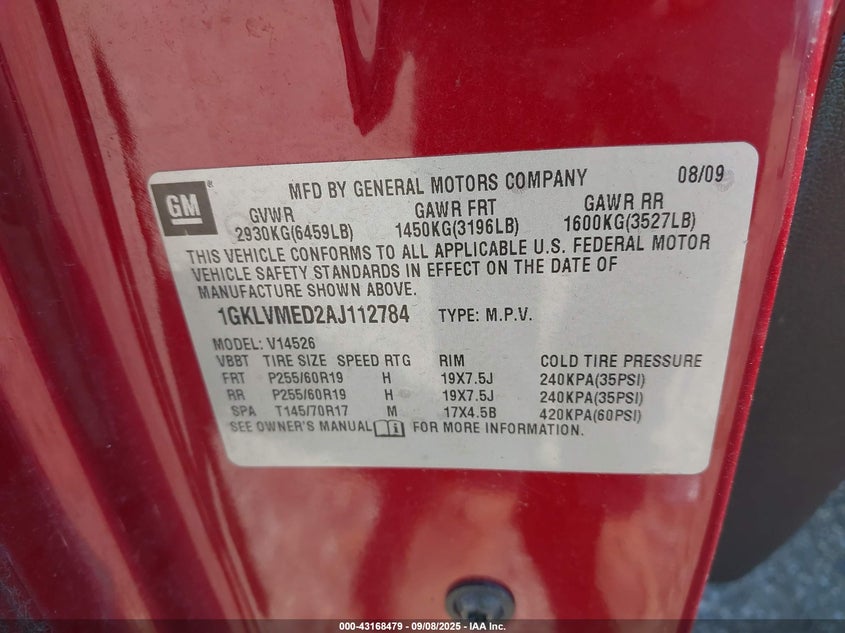 GM
®
MFD BY GENERAL MOTORS COMPANY 08/09
GVWR GAWR FRT GAWR RR
2930KG(6459LB) 1450KG(3196LB) 1600KG(3527LB)
THIS VEHICLE CONFORMS TO ALL APPLICABLE U.S. FEDERAL MOTOR
VEHICLE SAFETY STANDARDS IN EFFECT ON THE DATE OF
MANUFACTURE SHOWN ABOVE.
1GKLVMED2AJ112784 TYPE: M.P.V.
MODEL: V14526
VBBT TIRE SIZE SPEED RTG RIM COLD TIRE PRESSURE
FRT P255/60R19 H 19X7.5J 240KPA(35PSI)
RR P255/60R19 H 19X7.5J 240KPA(35PSI)
SPA T145/70R17 M 17X4.5B 420KPA(60PSI)
SEE OWNER'S MANUAL i FOR MORE INFORMATION.
000-43168479 - 09/08/2025 - IAA Inc.